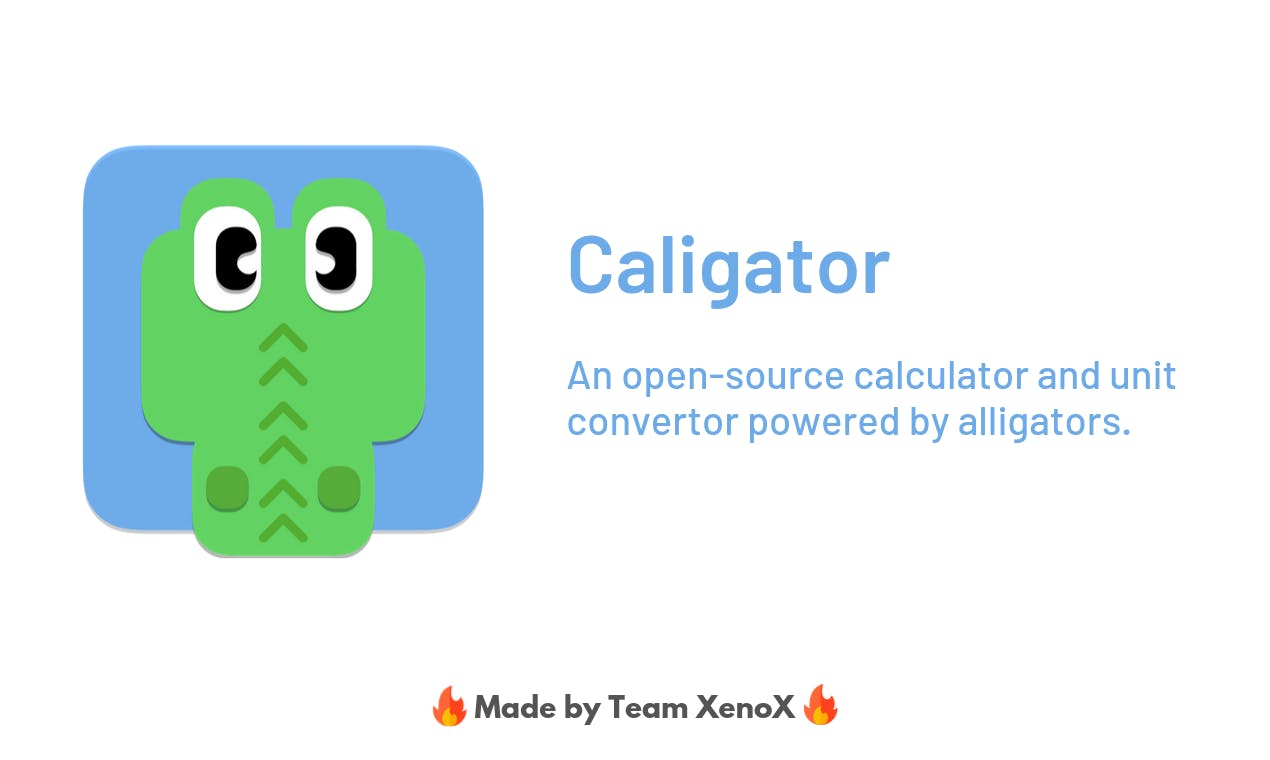 Caligator
An open-source calculator and unit
convertor powered by alligators.
🔥 Made by Team XenoX 🔥